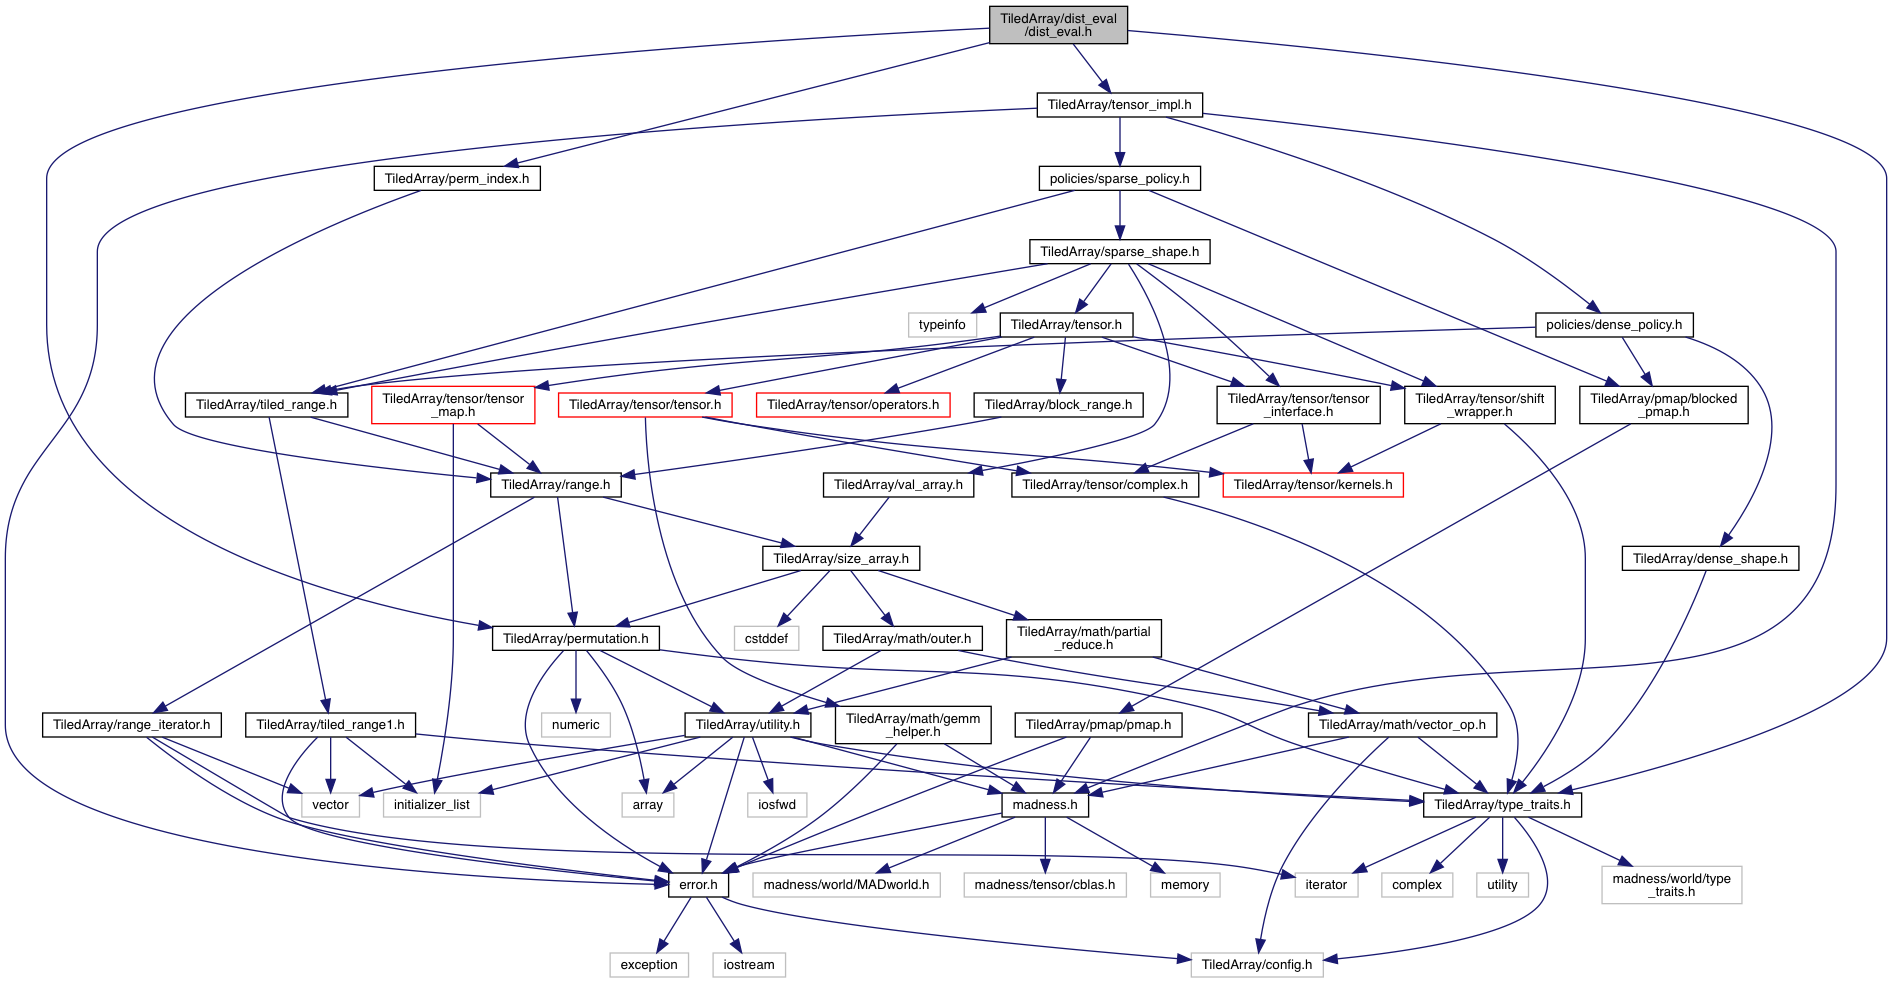 TiledArray/dist_eval
/dist_eval.h
TiledArray/tensor_impl.h
TiledArray/perm_index.h
policies/sparse_policy.h
TiledArray/sparse_shape.h
typeinfo
TiledArray/tensor.h
policies/dense_policy.h
TiledArray/tiled_range.h
TiledArray/tensor/tensor
_map.h
TiledArray/tensor/tensor.h
TiledArray/tensor/operators.h
TiledArray/block_range.h
TiledArray/tensor/tensor
_interface.h
TiledArray/tensor/shift
_wrapper.h
TiledArray/pmap/blocked
_pmap.h
TiledArray/range.h
TiledArray/val_array.h
TiledArray/tensor/complex.h
TiledArray/tensor/kernels.h
TiledArray/size_array.h
TiledArray/dense_shape.h
TiledArray/permutation.h
cstddef
TiledArray/math/outer.h
TiledArray/math/partial
_reduce.h
TiledArray/range_iterator.h
TiledArray/tiled_range1.h
numeric
TiledArray/utility.h
TiledArray/math/gemm
_helper.h
TiledArray/pmap/pmap.h
TiledArray/math/vector_op.h
vector
initializer_list
array
iosfwd
madness.h
TiledArray/type_traits.h
error.h
madness/world/MADworld.h
madness/tensor/cblas.h
memory
iterator
complex
utility
madness/world/type
_traits.h
exception
iostream
TiledArray/config.h